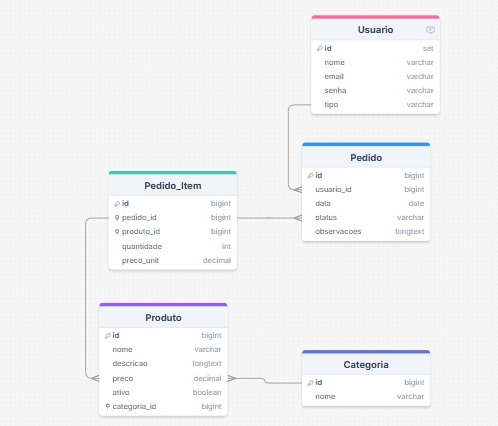 Usuario
id set
nome varchar
email varchar
senha varchar
tipo varchar
Pedido
id bigint
usuario_id bigint
data date
status varchar
observacoes longtext
Pedido_Item
id bigint
pedido_id bigint
produto_id bigint
quantidade int
preco_unit decimal
Produto
id bigint
nome varchar
descricao longtext
preco decimal
ativo boolean
categoria_id bigint
Categoria
id bigint
nome varchar